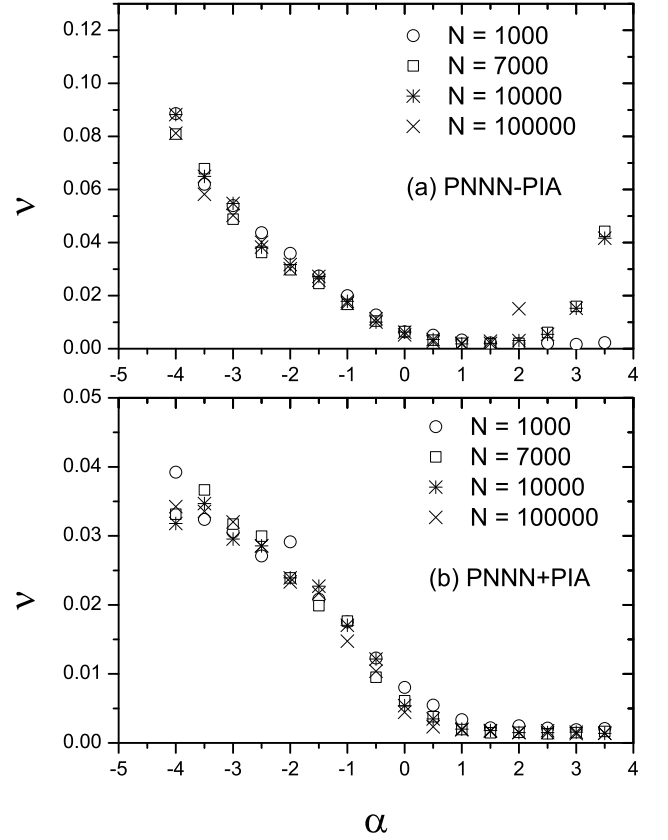 0.12
0.10
0.08
0.06
0.04
0.02
0.00
ν
N = 1000
N = 7000
N = 10000
N = 100000
(a) PNNN-PIA
-5 -4 -3 -2 -1 0 1 2 3 4
0.05
0.04
0.03
0.02
0.01
0.00
ν
N = 1000
N = 7000
N = 10000
N = 100000
(b) PNNN+PIA
-5 -4 -3 -2 -1 0 1 2 3 4
α